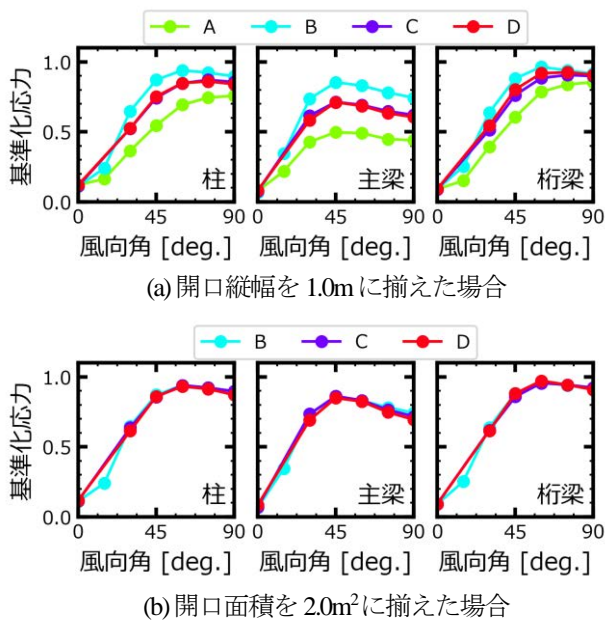 A B C D
基準化応力
1.0
0.5
0.0
柱 主梁 桁梁
0 45 90 0 45 90 0 45 90
風向角 [deg.] 風向角 [deg.] 風向角 [deg.]
(a) 開口縦幅を 1.0m に揃えた場合
B C D
基準化応力
1.0
0.5
0.0
柱 主梁 桁梁
0 45 90 0 45 90 0 45 90
風向角 [deg.] 風向角 [deg.] 風向角 [deg.]
(b) 開口面積を 2.0m² に揃えた場合